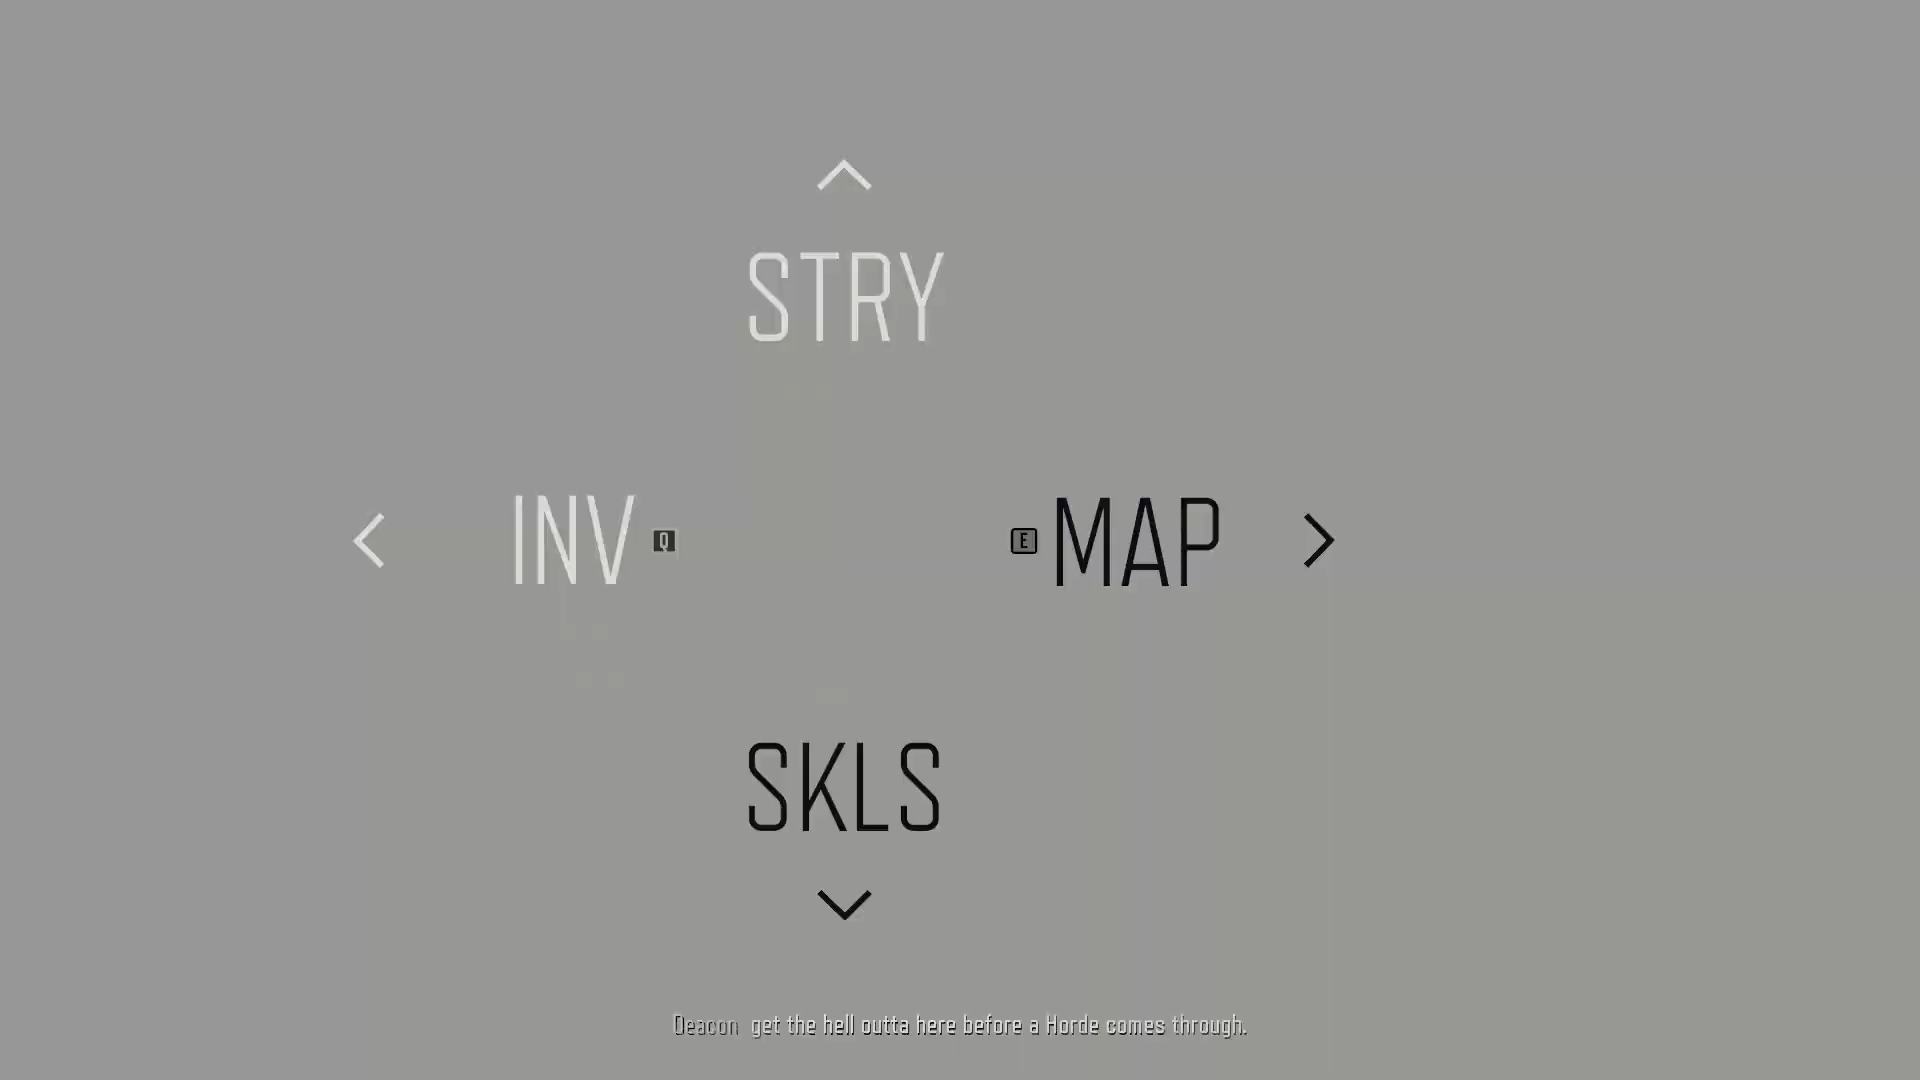 STRY
INV Q
E MAP
SKLS
Deacon get the hell outta here before a Horde comes through.